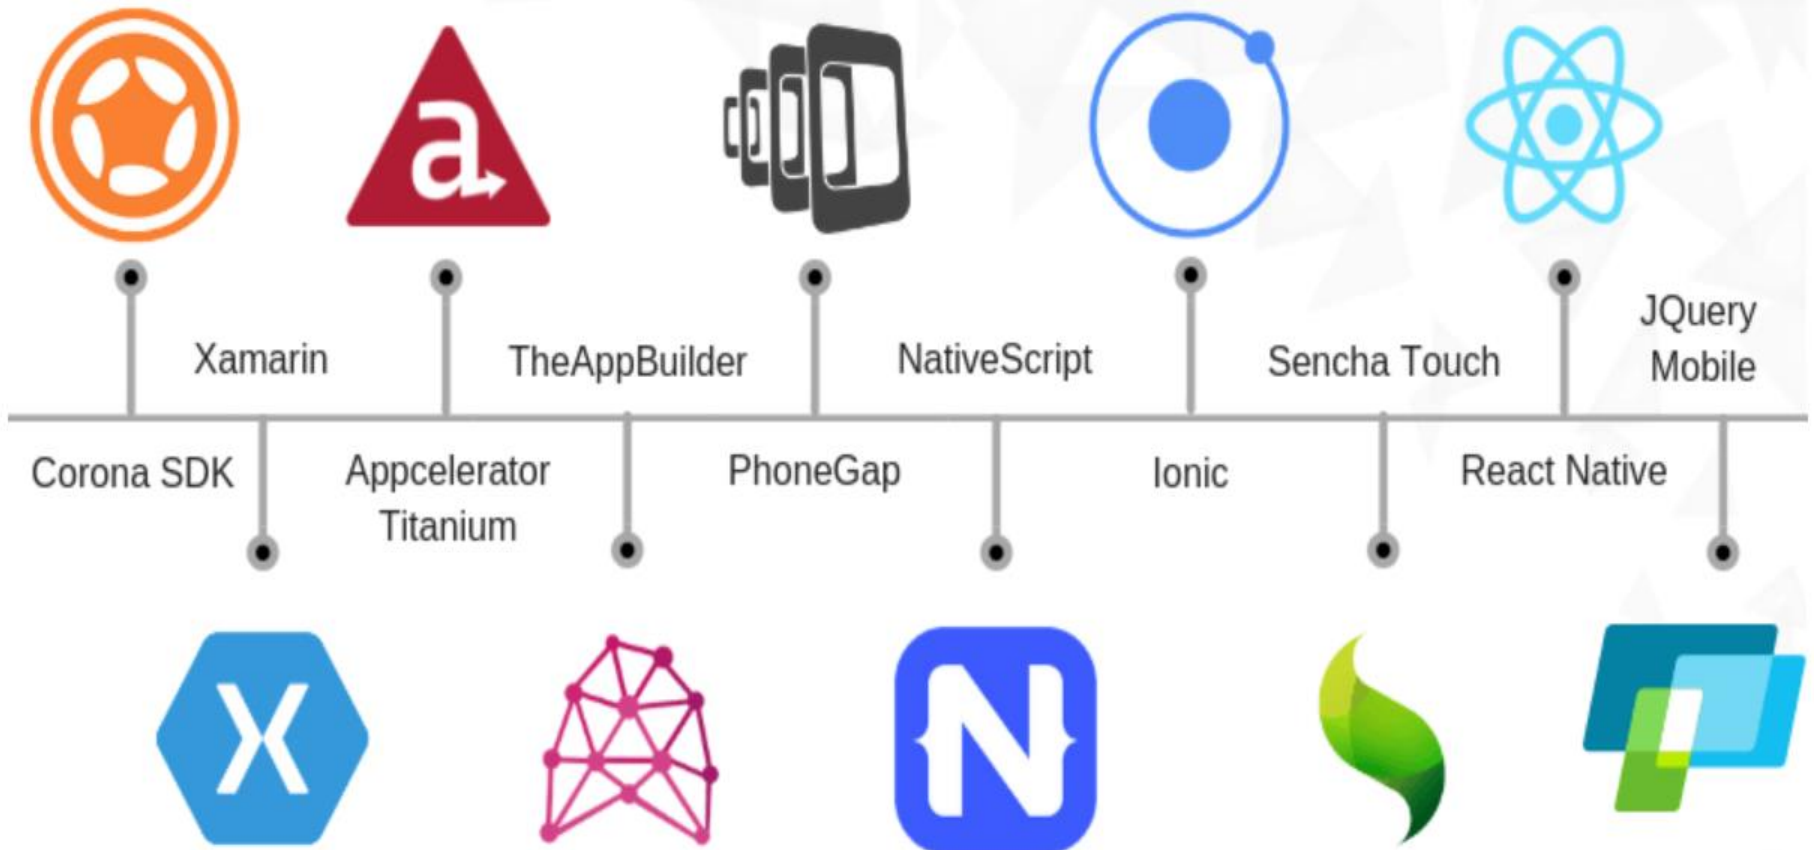 Xamarin
TheAppBuilder
NativeScript
Sencha Touch
JQuery
Mobile
Corona SDK
Appcelerator
Titanium
PhoneGap
Ionic
React Native
a
X
N